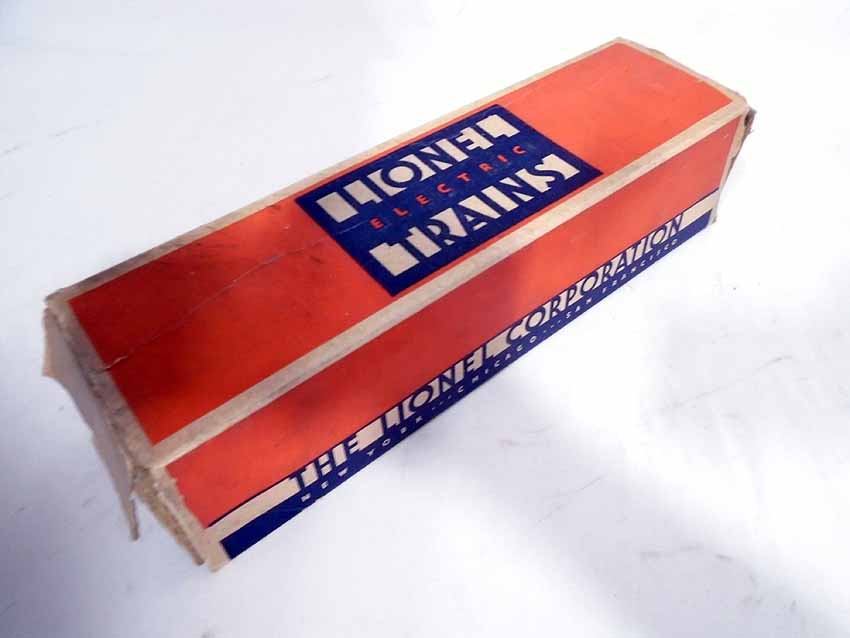 LIONEL
ELECTRIC
TRAINS
THE LIONEL CORPORATION
NEW YORK···CHICAGO···SAN FRANCISCO